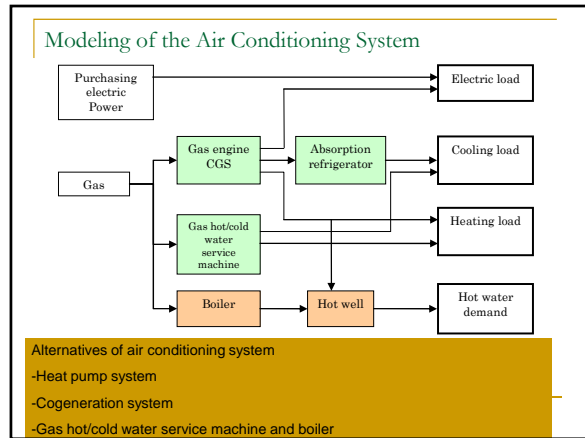 Modeling of the Air Conditioning System
Purchasing
electric
Power
Electric load
Gas engine
CGS
Absorption
refrigerator
Cooling load
Gas
Gas hot/cold
water
service
machine
Heating load
Boiler
Hot well
Hot water
demand
Alternatives of air conditioning system
-Heat pump system
-Cogeneration system
-Gas hot/cold water service machine and boiler